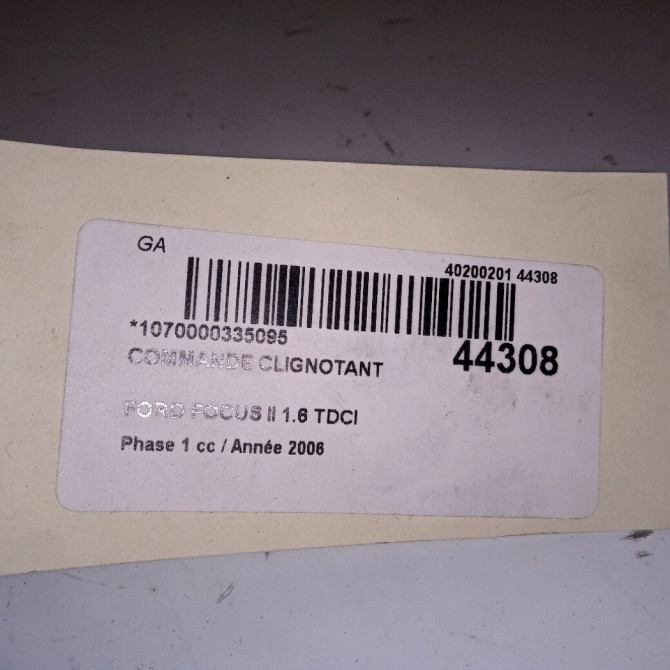 GA
40200201 44308
*1070000335095
44308
COMMANDE CLIGNOTANT
FORD FOCUS II 1.6 TDCI
Phase 1 cc / Année 2006